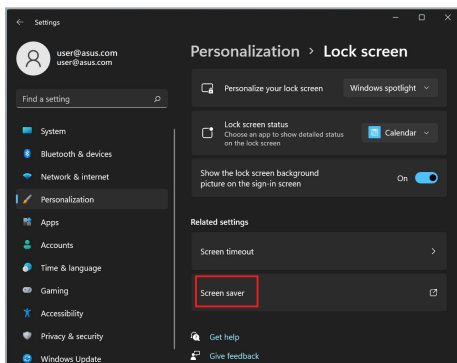 Settings
user@asus.com
user@asus.com
Find a setting
System
Bluetooth & devices
Network & internet
Personalization
Apps
Accounts
Time & language
Gaming
Accessibility
Privacy & security
Windows Update
Personalization > Lock screen
Personalize your lock screen
Windows spotlight
Lock screen status
Choose an app to show detailed status
on the lock screen
Calendar
Show the lock screen background
picture on the sign-in screen
On
Related settings
Screen timeout
Screen saver
Get help
Give feedback